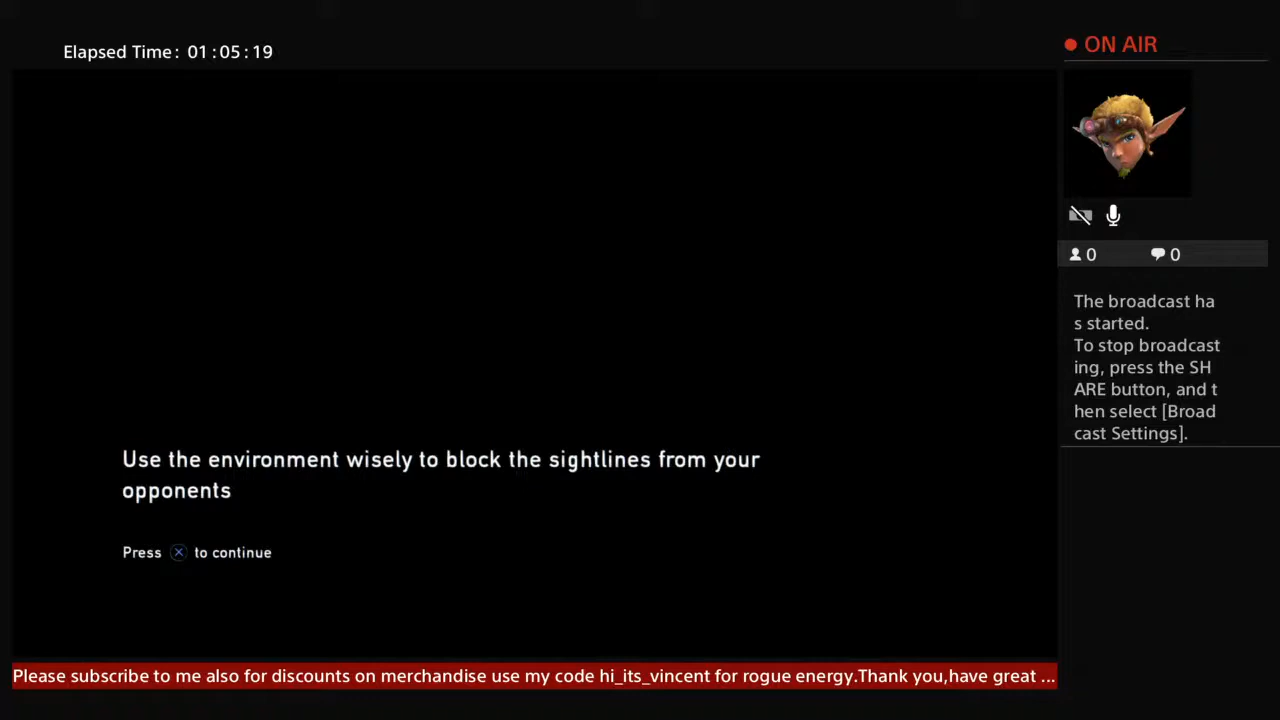 Elapsed Time: 01:05:19
ON AIR
0 0
The broadcast ha
s started.
To stop broadcast
ing, press the SH
ARE button, and t
hen select [Broad
cast Settings].
Use the environment wisely to block the sightlines from your
opponents
Press to continue
Please subscribe to me also for discounts on merchandise use my code hi_its_vincent for rogue energy.Thank you,have great ...